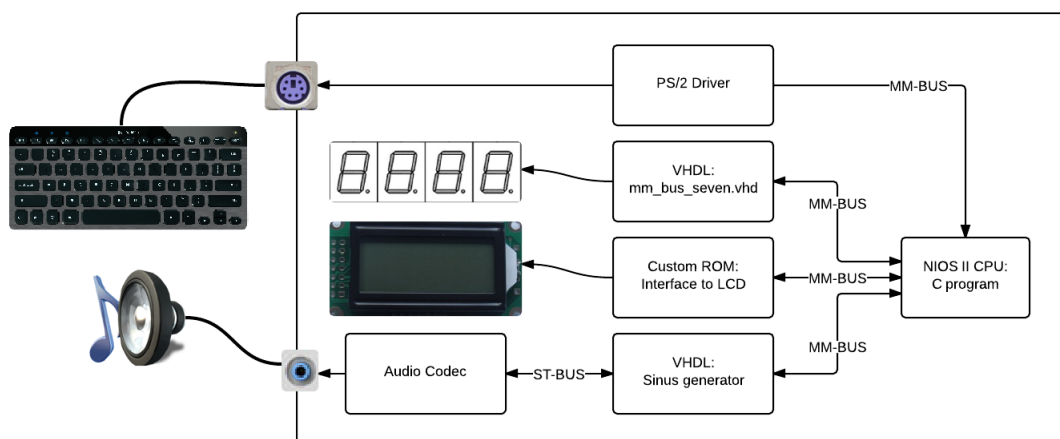 PS/2 Driver
MM-BUS
VHDL:
mm_bus_seven.vhd
MM-BUS
Custom ROM:
Interface to LCD
MM-BUS
NIOS II CPU:
C program
MM-BUS
Audio Codec
ST-BUS
VHDL:
Sinus generator